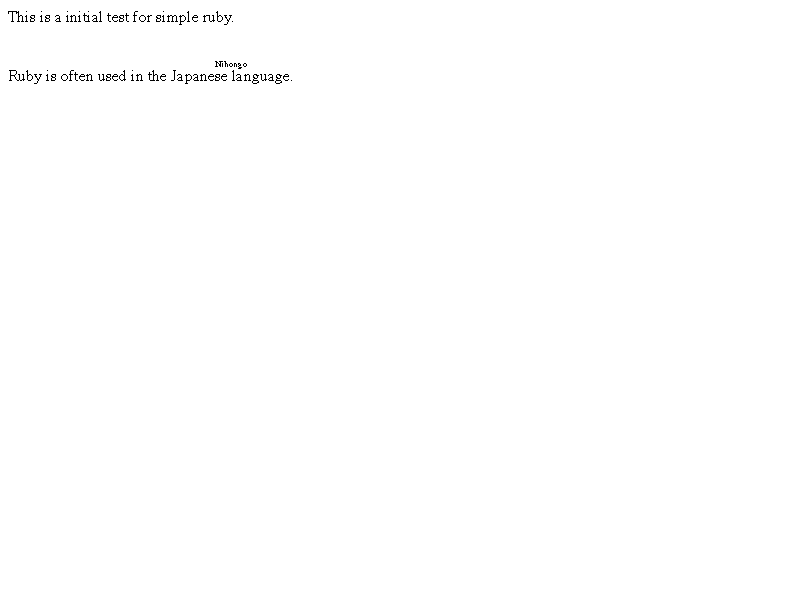 This is a initial test for simple ruby.
Nihongo
Ruby is often used in the Japanese language.